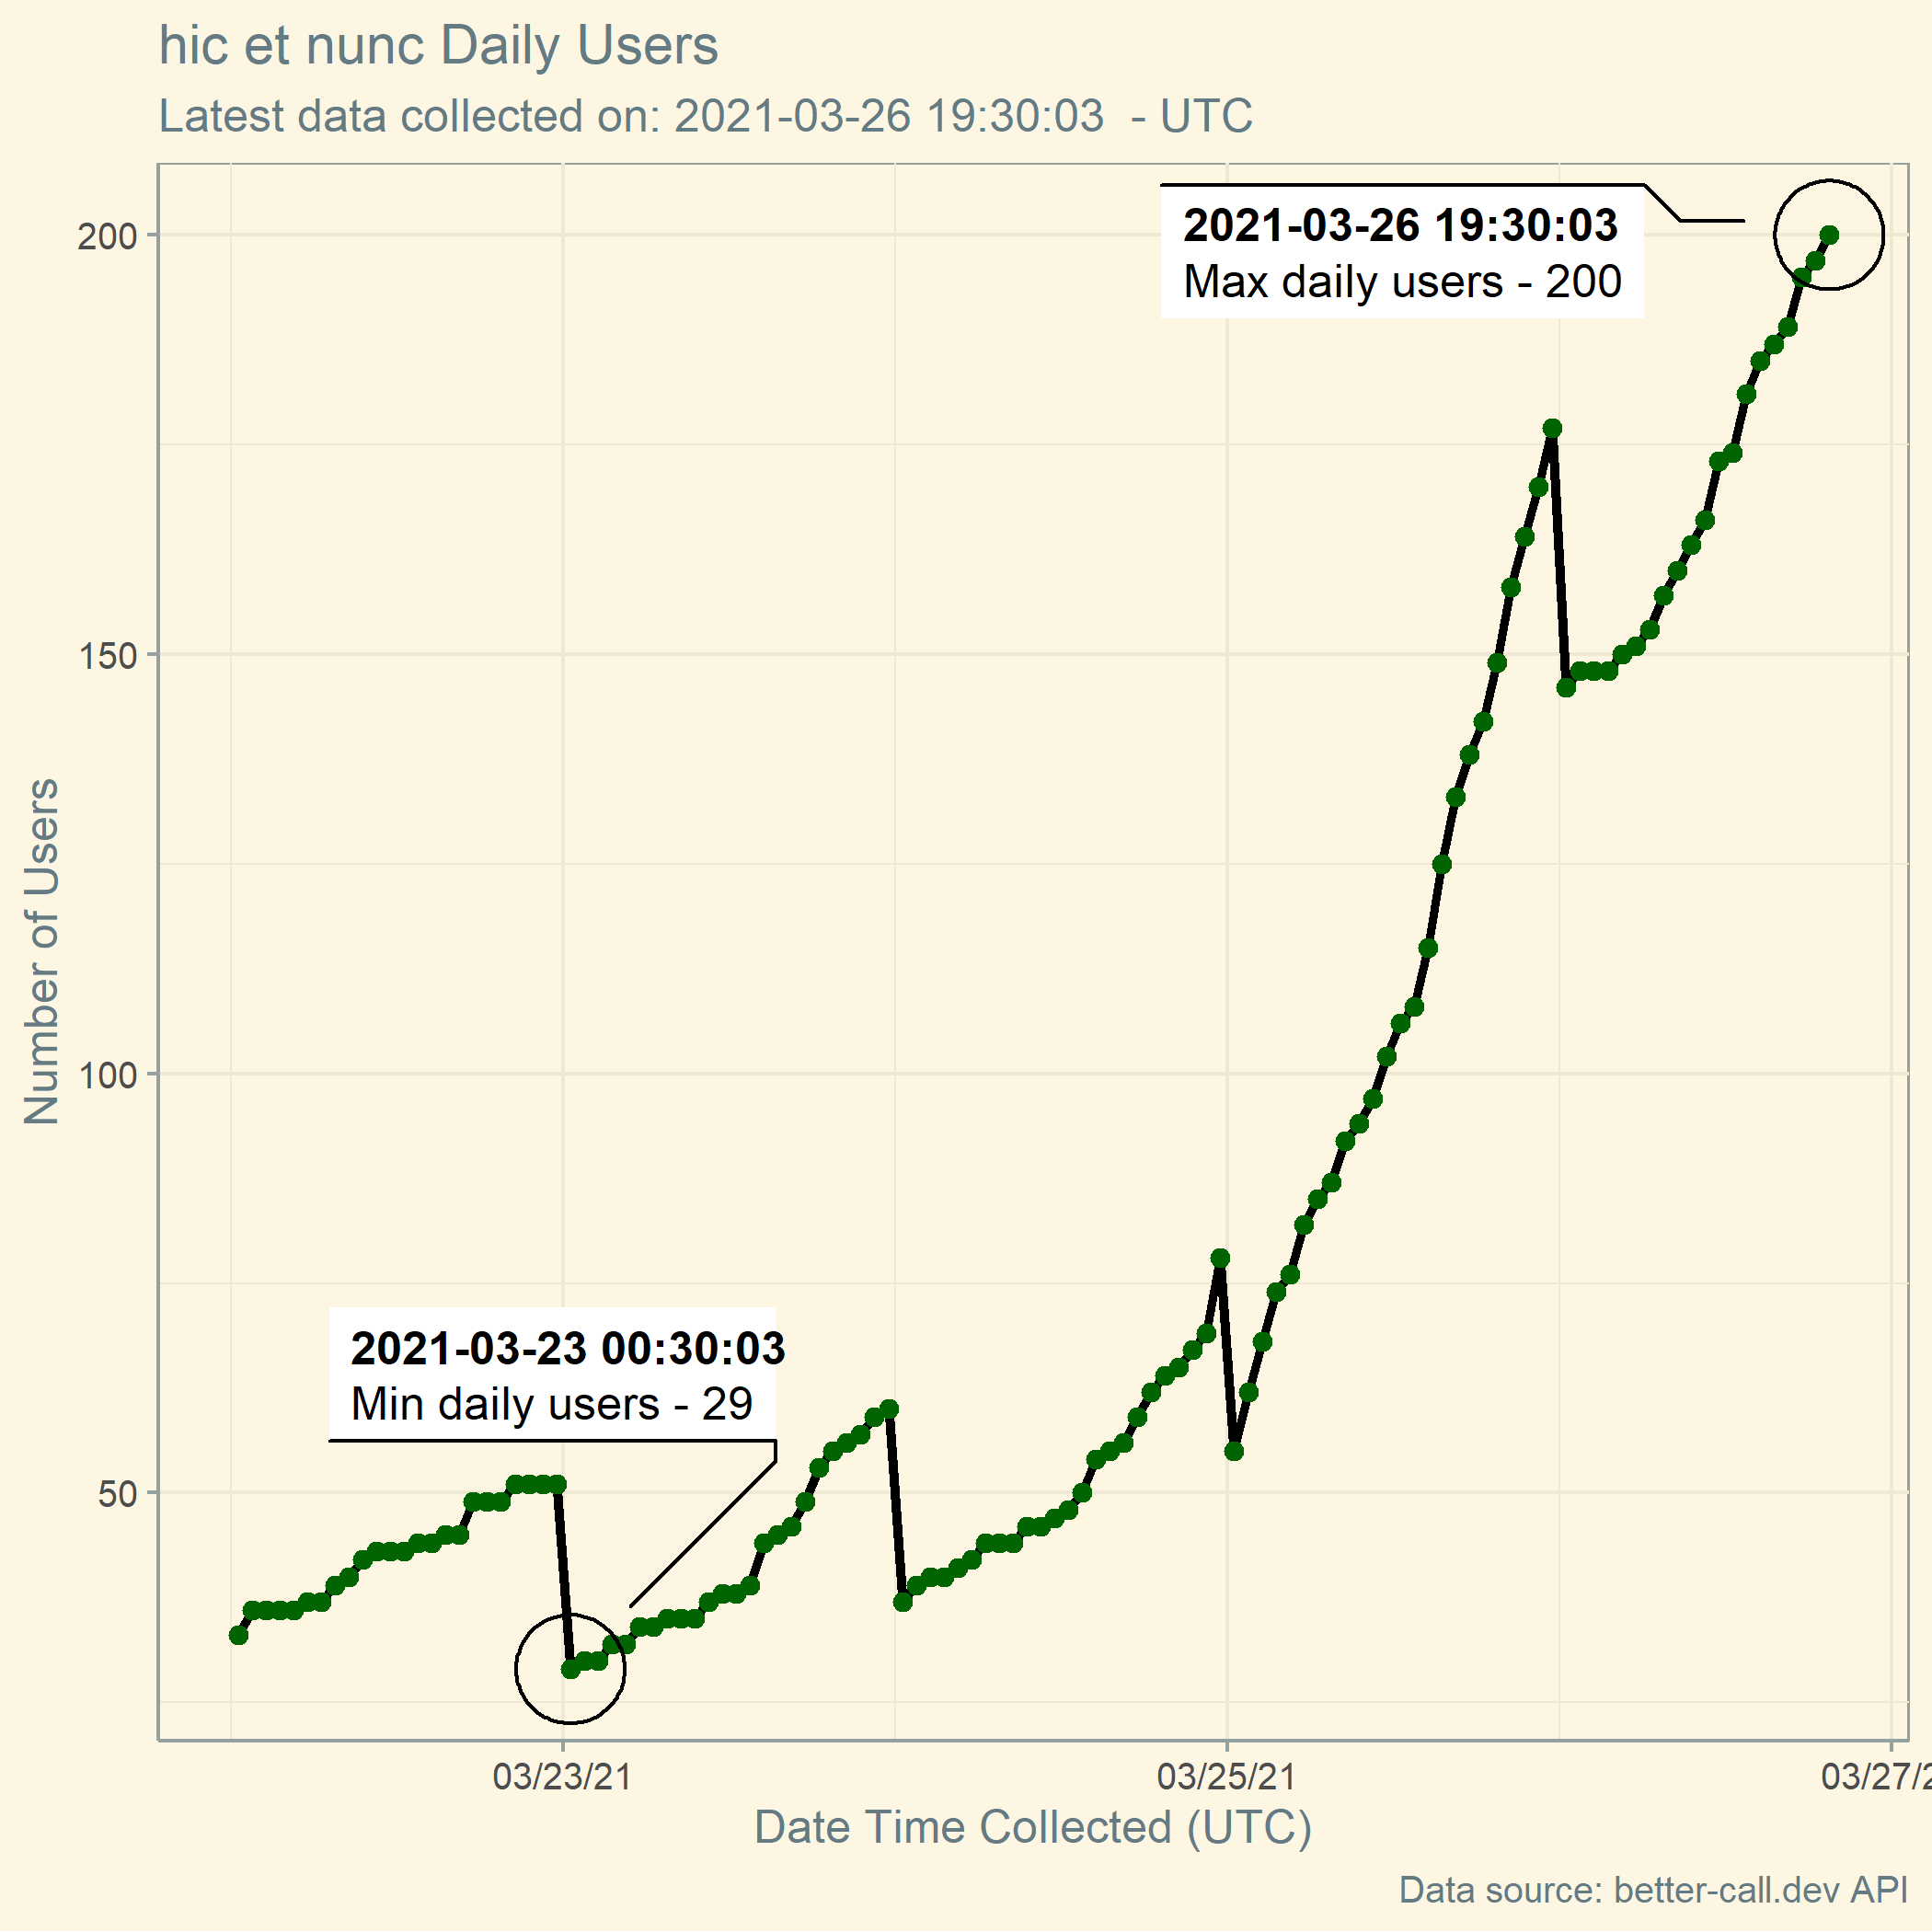 hic et nunc Daily Users
Latest data collected on: 2021-03-26 19:30:03  - UTC
2021-03-26 19:30:03
Max daily users - 200
200
150
100
50
Number of Users
2021-03-23 00:30:03
Min daily users - 29
03/23/21
03/25/21
03/27/2
Date Time Collected (UTC)
Data source: better-call.dev API